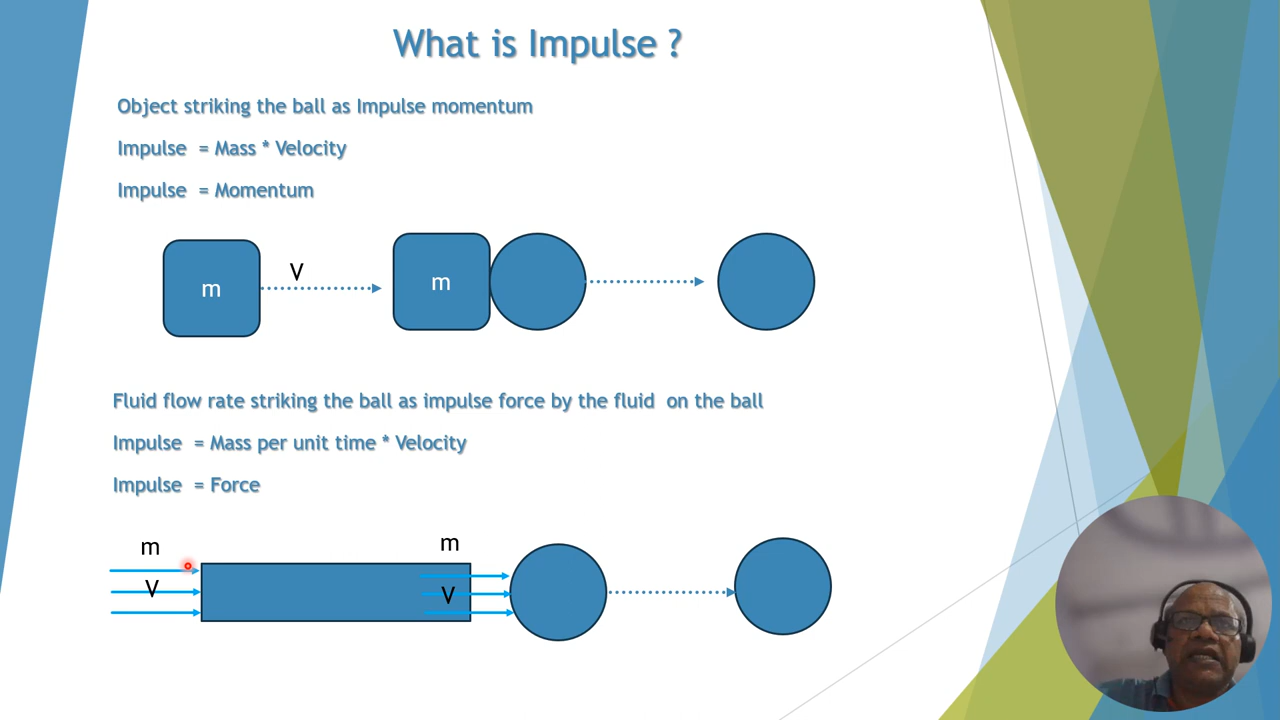 What is Impulse ?
Object striking the ball as Impulse momentum
Impulse = Mass * Velocity
Impulse = Momentum
m
V
m
Fluid flow rate striking the ball as impulse force by the fluid on the ball
Impulse = Mass per unit time * Velocity
Impulse = Force
m
m
V
V